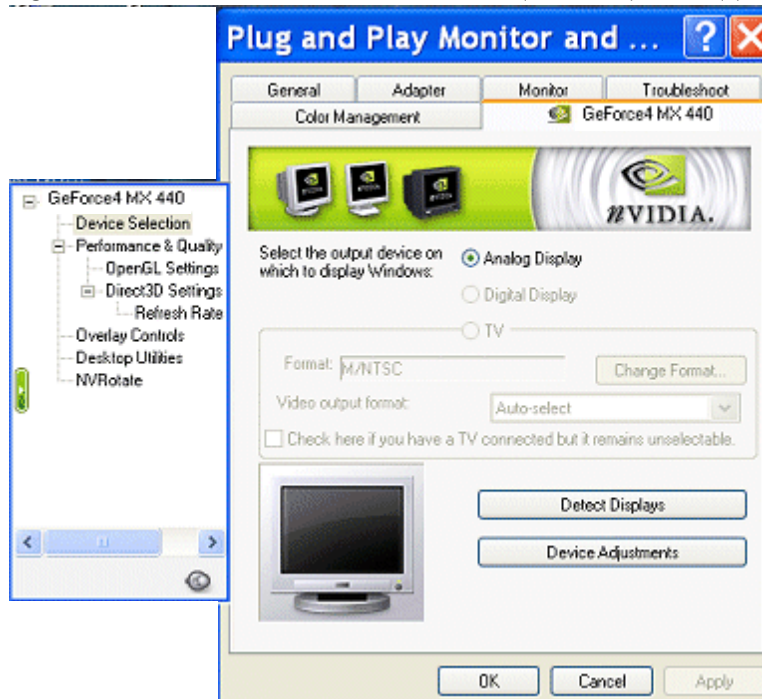 Plug and Play Monitor and ...
General Adapter Monitor Troubleshoot
Color Management GeForce4 MX 440
nVIDIA.
GeForce4 MX 440
Device Selection
Performance & Quality
OpenGL Settings
Direct3D Settings
Refresh Rate
Overlay Controls
Desktop Utilities
NVRotate
Select the output device on
which to display Windows:
Analog Display
Digital Display
TV
Format: M/NTSC Change Format...
Video output format: Auto-select
Check here if you have a TV connected but it remains unselectable.
Detect Displays
Device Adjustments
OK Cancel Apply